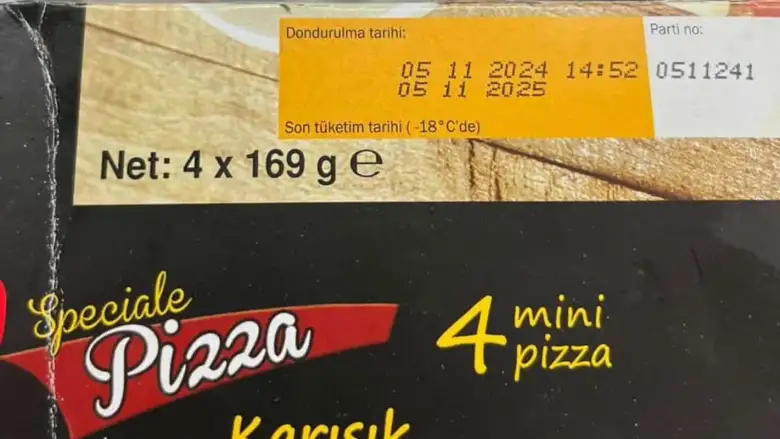 Dondurulma tarihi:
Parti no:
05 11 2024 14:52 0511241
05 11 2025
Son tüketim tarihi ( -18°C'de)
Net: 4 x 169 g ℮
Speciale
Pizza
4 mini
pizza
Karışık